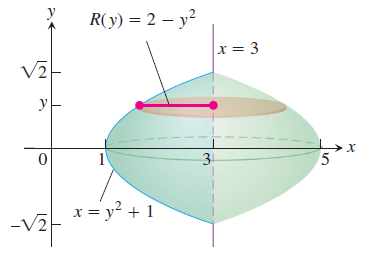 y
R(y) = 2 − y²
x = 3
√2
y
0
1
3
5
x
x = y² + 1
−√2